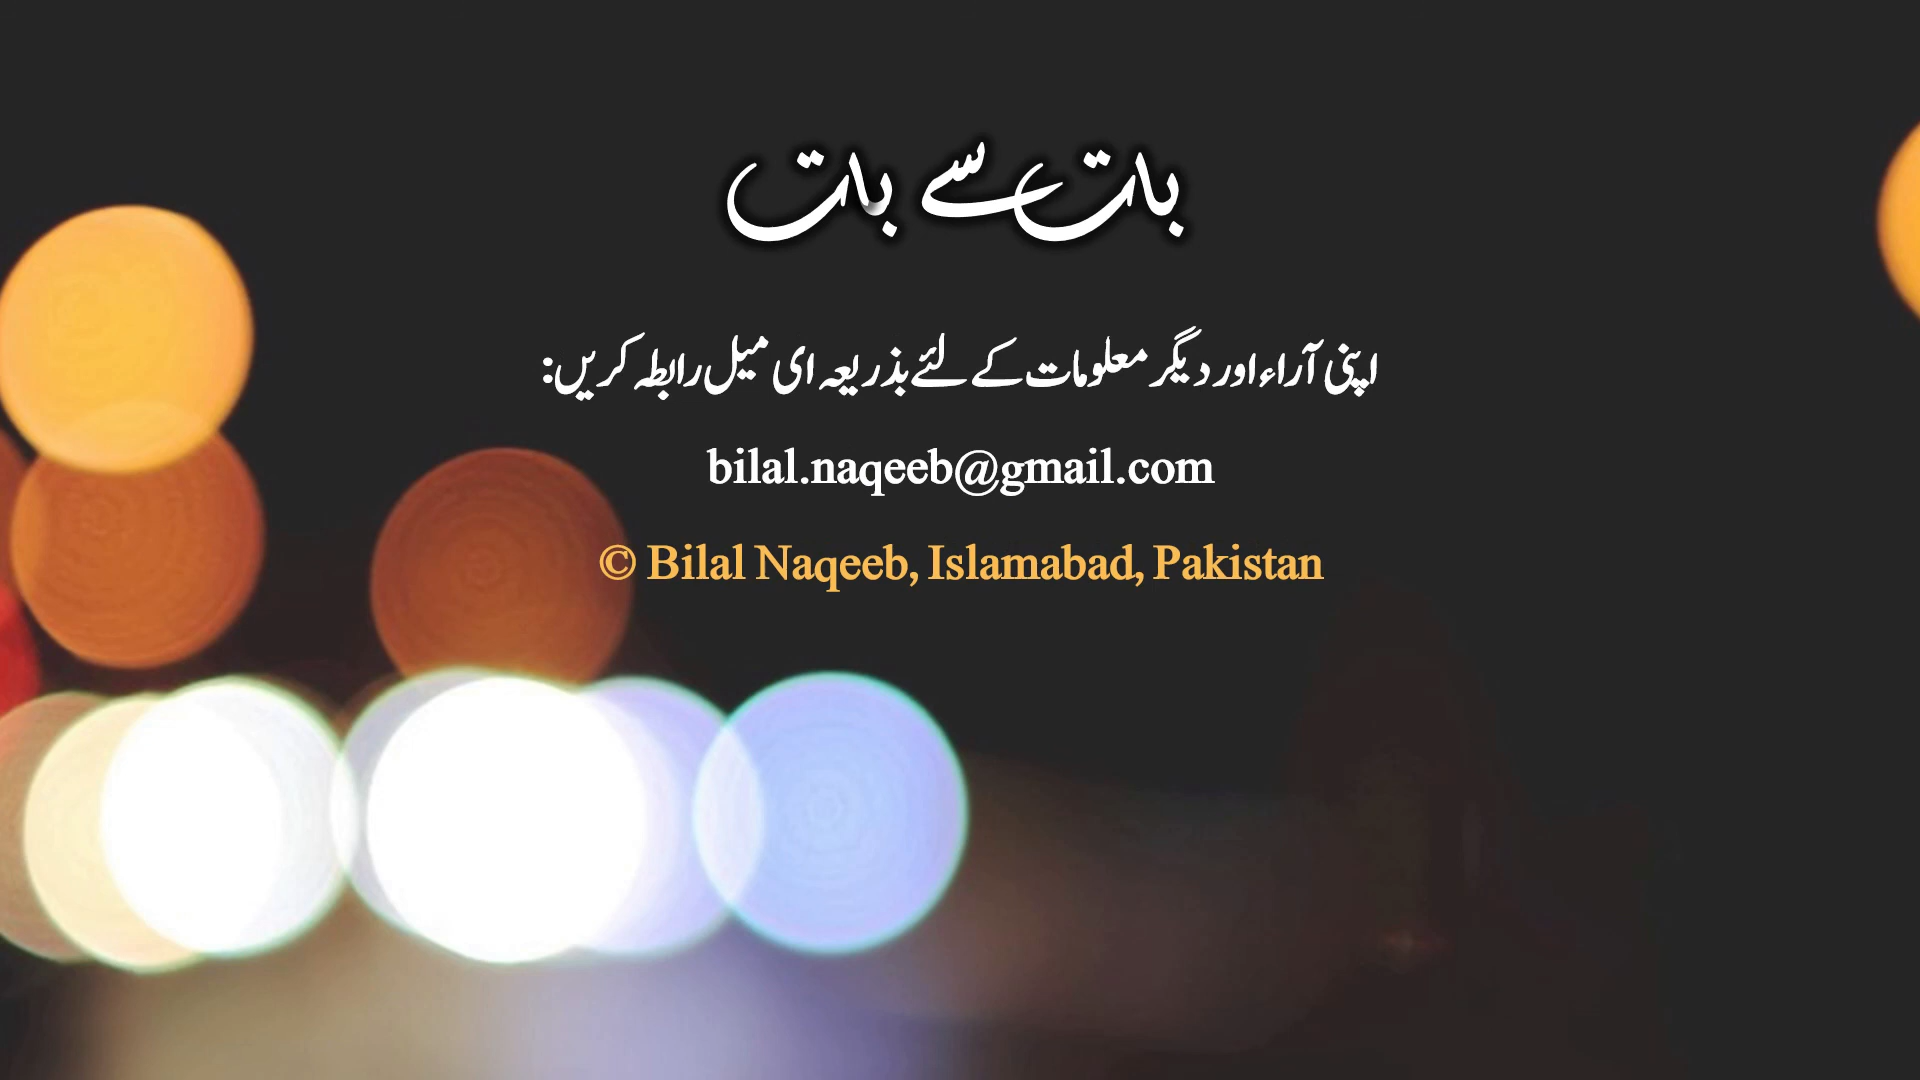 بات سے بات
اپنی آراء اور دیگر معلومات کے لئے بذریعہ ای میل رابطہ کریں:
bilal.naqeeb@gmail.com
© Bilal Naqeeb, Islamabad, Pakistan